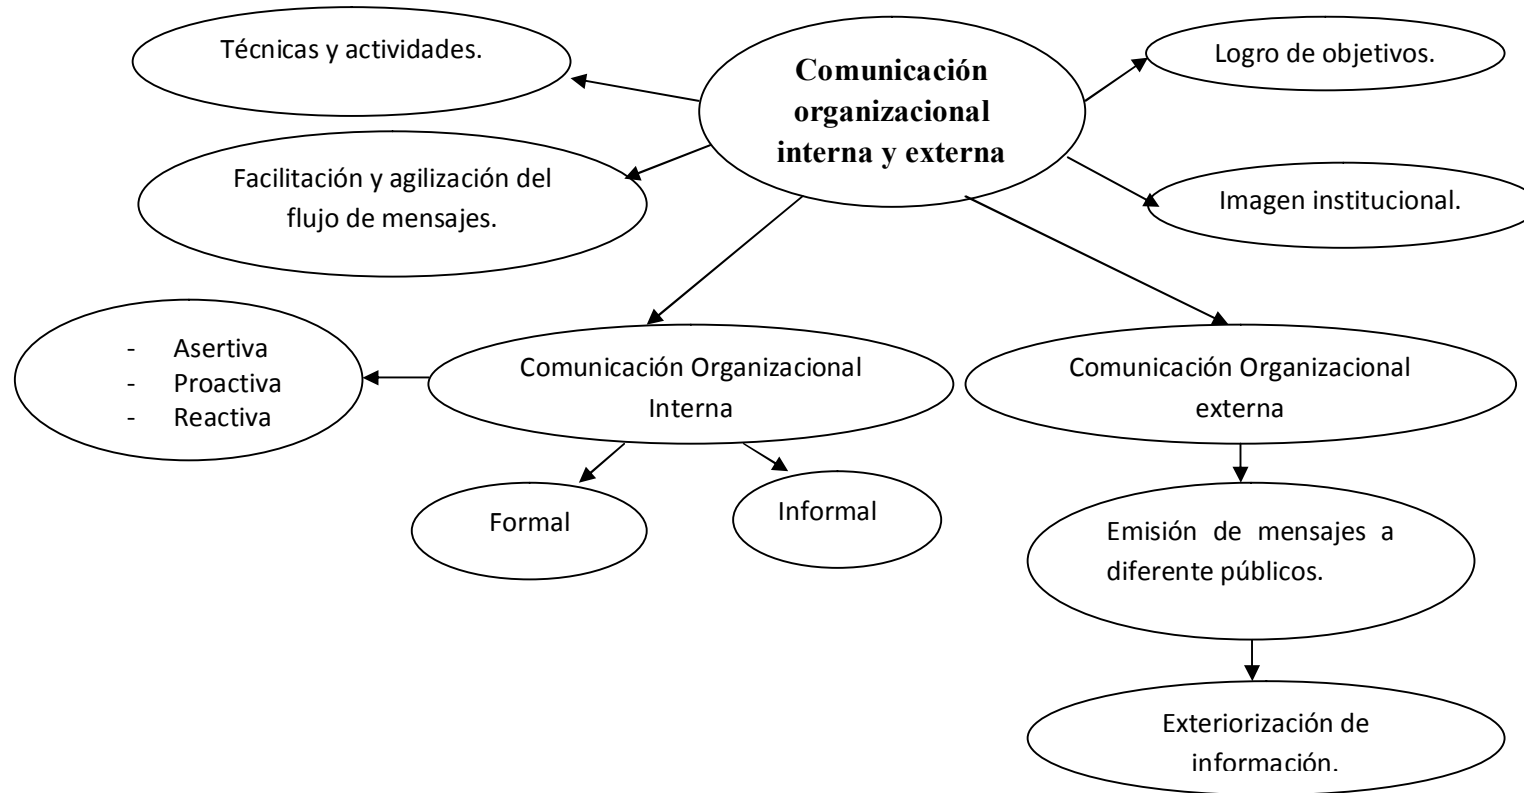 Técnicas y actividades.
Comunicación
organizacional
interna y externa
Logro de objetivos.
Facilitación y agilización del
flujo de mensajes.
Imagen institucional.
- Asertiva
- Proactiva
- Reactiva
Comunicación Organizacional
Interna
Comunicación Organizacional
externa
Formal
Informal
Emisión de mensajes a
diferente públicos.
Exteriorización de
información.